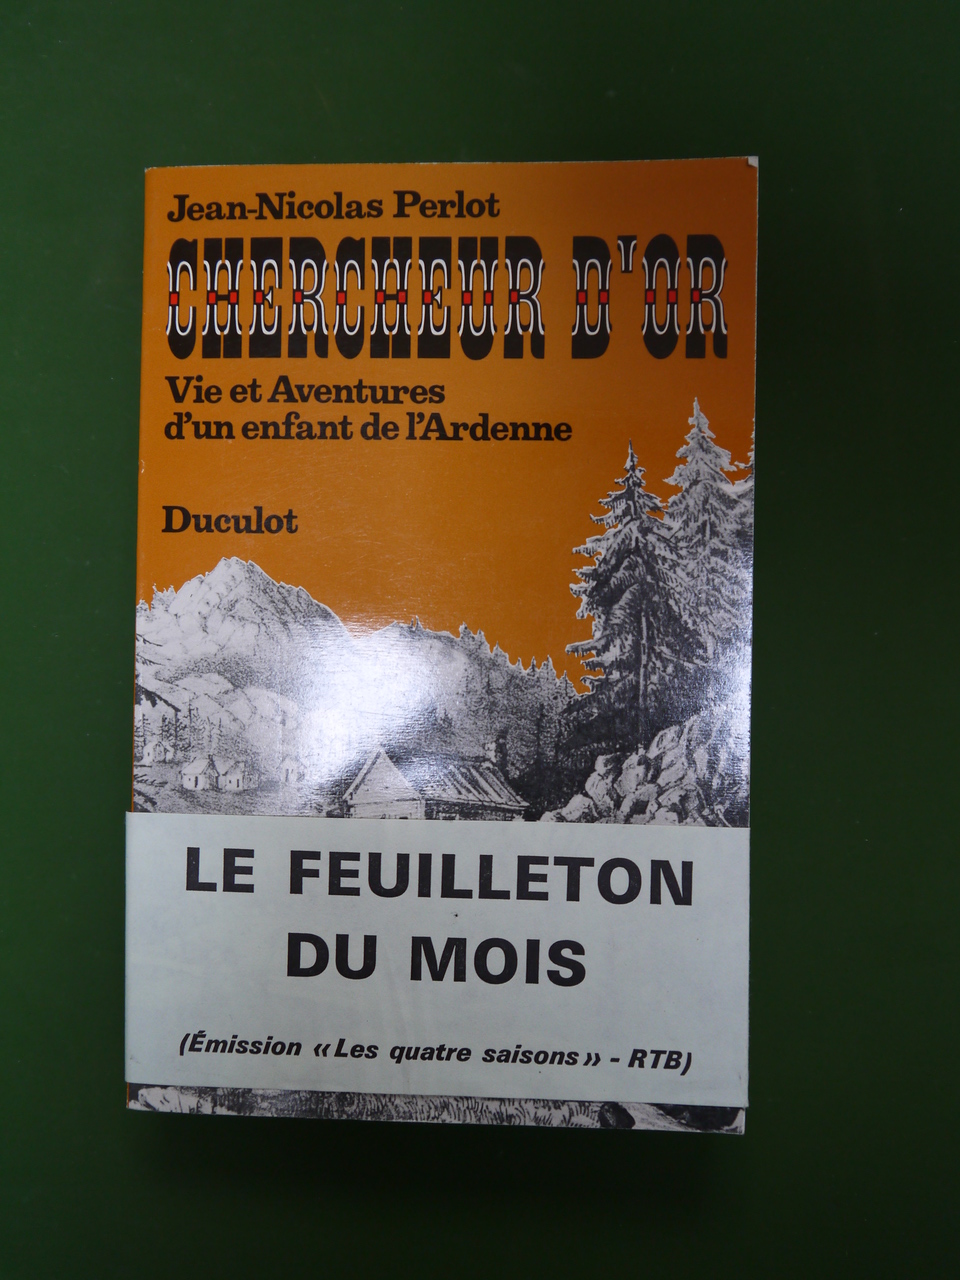 Jean-Nicolas Perlot
CHERCHEUR D'OR
Vie et Aventures
d'un enfant de l'Ardenne
Duculot
LE FEUILLETON
DU MOIS
(Émission «Les quatre saisons» - RTB)